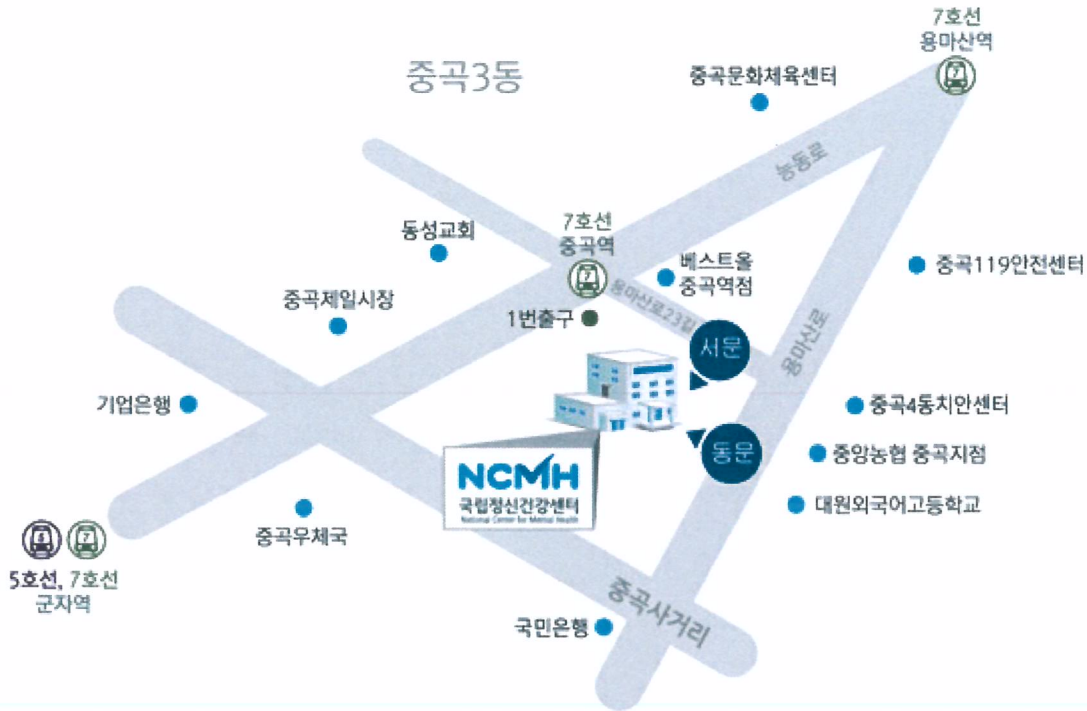 7호선
용마산역
중곡3동
중곡문화체육센터
능동로
동성교회
7호선
중곡역
베스트올
중곡역점
중곡119안전센터
중곡제일시장
1번출구
용마산로23길
서문
용마산로
기업은행
중곡4동치안센터
동문
중앙농협 중곡지점
NCMH
국립정신건강센터
National Center for Mental Health
대원외국어고등학교
중곡우체국
5호선, 7호선
군자역
중곡사거리
국민은행